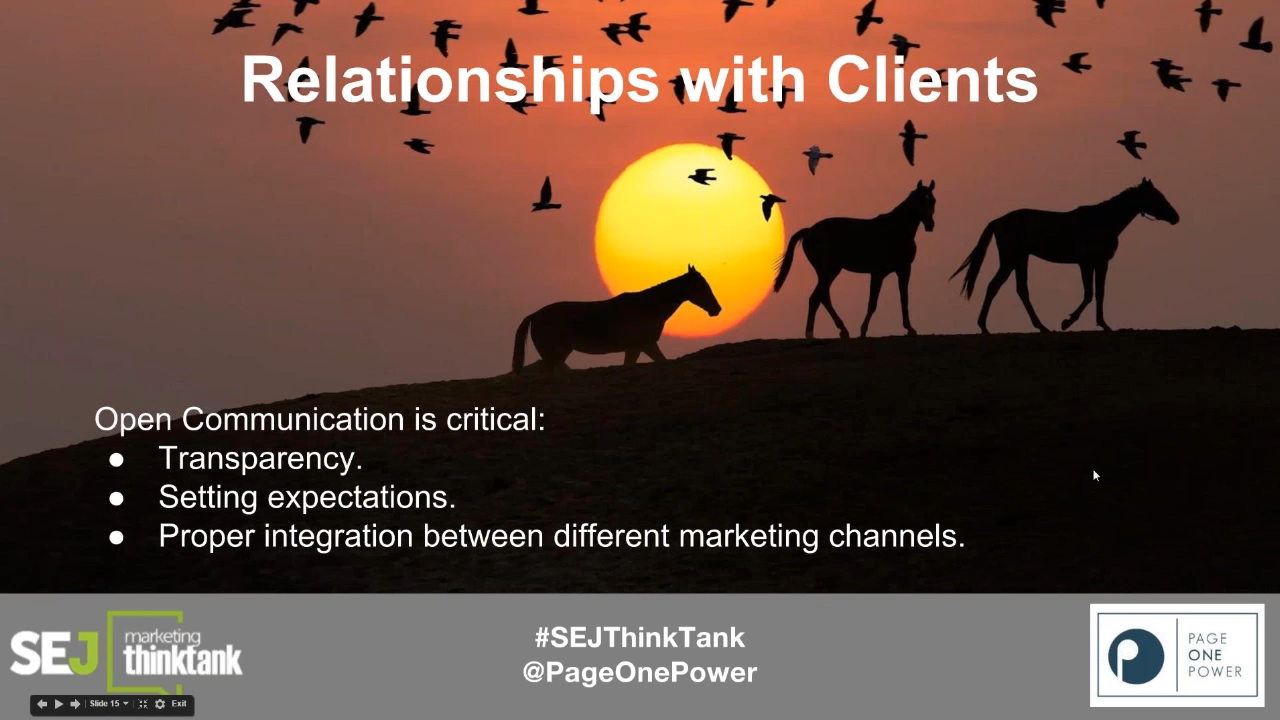 Relationships with Clients
Open Communication is critical:
● Transparency.
● Setting expectations.
● Proper integration between different marketing channels.
SEJ marketing thinktank
#SEJThinkTank
@PageOnePower
PAGE
ONE
POWER
Slide 15
Exit